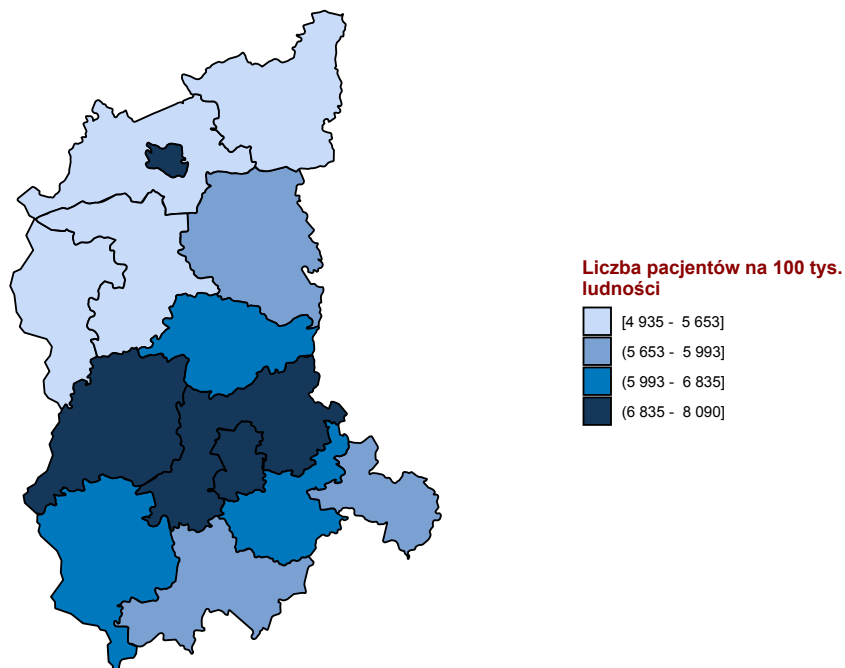 Liczba pacjentów na 100 tys.
ludności
[4 935 - 5 653]
(5 653 - 5 993]
(5 993 - 6 835]
(6 835 - 8 090]